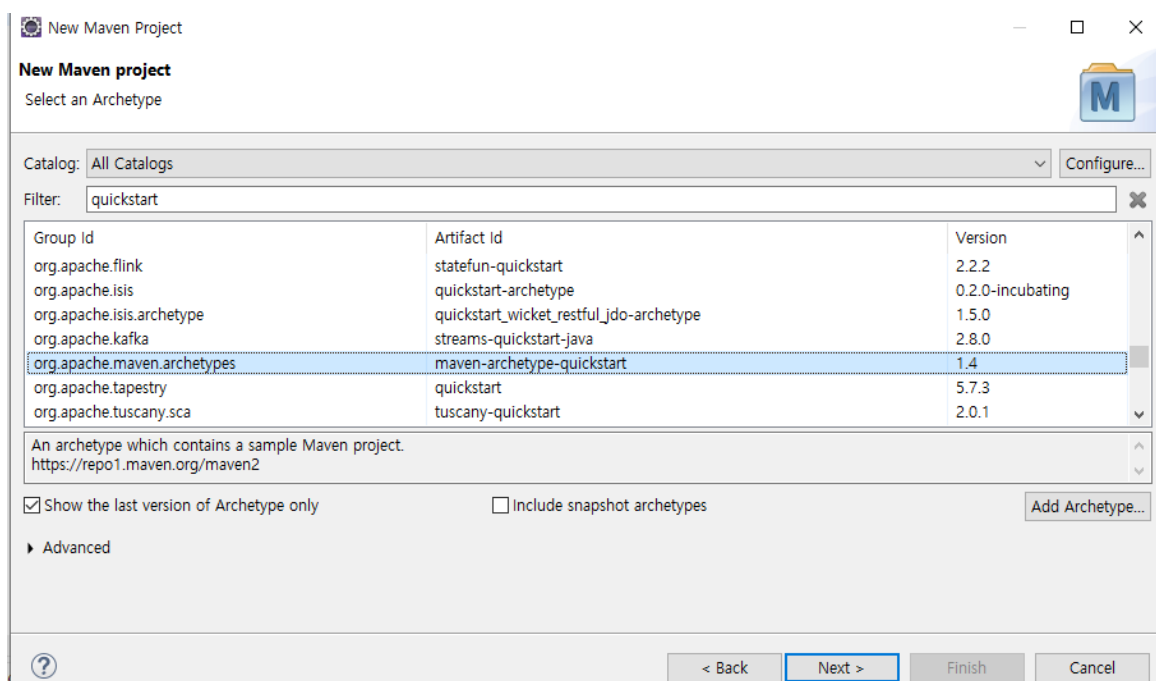 New Maven Project
New Maven project
Select an Archetype
M
Catalog: All Catalogs Configure...
Filter: quickstart
Group Id Artifact Id Version
org.apache.flink statefun-quickstart 2.2.2
org.apache.isis quickstart-archetype 0.2.0-incubating
org.apache.isis.archetype quickstart_wicket_restful_jdo-archetype 1.5.0
org.apache.kafka streams-quickstart-java 2.8.0
org.apache.maven.archetypes maven-archetype-quickstart 1.4
org.apache.tapestry quickstart 5.7.3
org.apache.tuscany.sca tuscany-quickstart 2.0.1
An archetype which contains a sample Maven project.
https://repo1.maven.org/maven2
Show the last version of Archetype only Include snapshot archetypes Add Archetype...
Advanced
? < Back Next > Finish Cancel